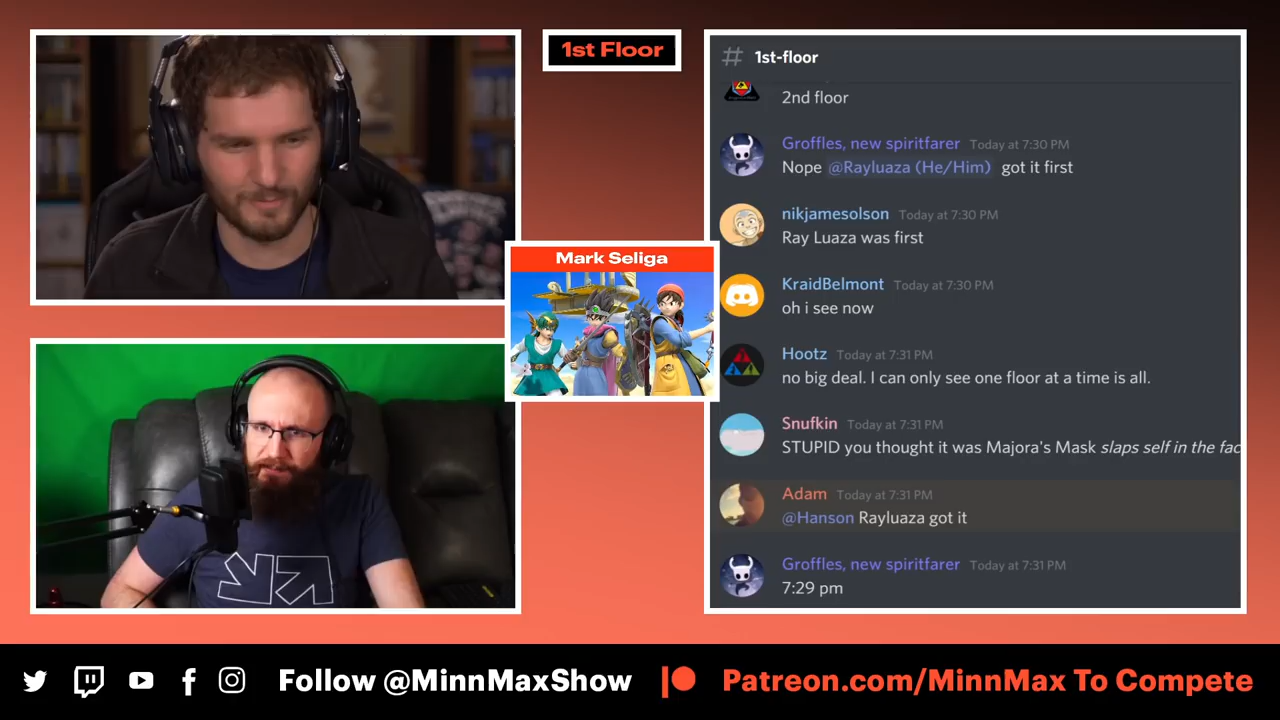 1st Floor
# 1st-floor
2nd floor
Groffles, new spiritfarer Today at 7:30 PM
Nope @Rayluaza (He/Him) got it first
nikjamesolson Today at 7:30 PM
Ray Luaza was first
KraidBelmont Today at 7:30 PM
oh i see now
Hootz Today at 7:31 PM
no big deal. I can only see one floor at a time is all.
Snufkin Today at 7:31 PM
STUPID you thought it was Majora's Mask slaps self in the fac
Adam Today at 7:31 PM
@Hanson Rayluaza got it
Groffles, new spiritfarer Today at 7:31 PM
7:29 pm
Mark Seliga
Follow @MinnMaxShow
Patreon.com/MinnMax To Compete